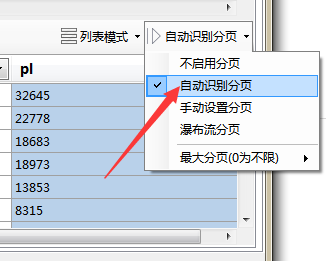 列表模式 自动识别分页
pl
不启用分页
32645
自动识别分页
22778
手动设置分页
18683
瀑布流分页
18973
最大分页(0为不限)
13853
8315